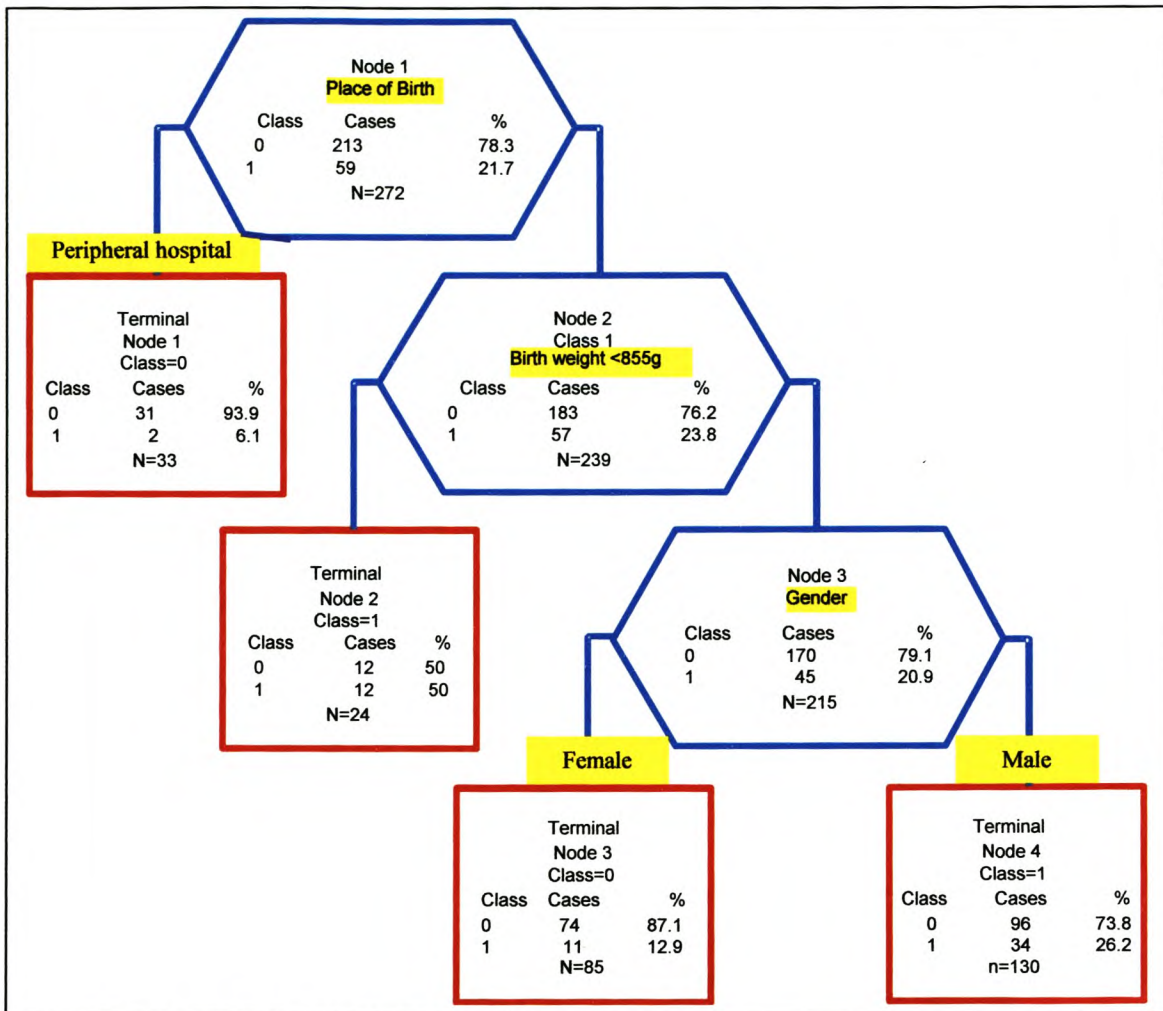 Node 1
Place of Birth
Class Cases %
0 213 78.3
1 59 21.7
N=272
Peripheral hospital
Terminal
Node 1
Class=0
Class Cases %
0 31 93.9
1 2 6.1
N=33
Node 2
Class 1
Birth weight <855g
Class Cases %
0 183 76.2
1 57 23.8
N=239
Terminal
Node 2
Class=1
Class Cases %
0 12 50
1 12 50
N=24
Node 3
Gender
Class Cases %
0 170 79.1
1 45 20.9
N=215
Female
Terminal
Node 3
Class=0
Class Cases %
0 74 87.1
1 11 12.9
N=85
Male
Terminal
Node 4
Class=1
Class Cases %
0 96 73.8
1 34 26.2
n=130